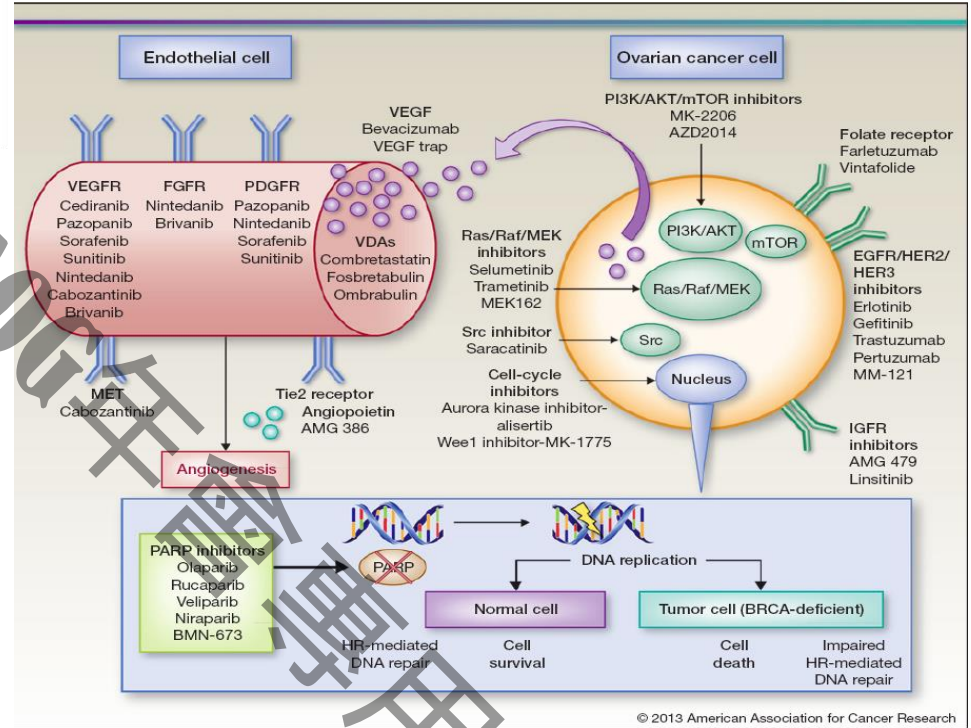 Endothelial cell
Ovarian cancer cell
VEGF
Bevacizumab
VEGF trap
VEGFR
Cediranib
Pazopanib
Sorafenib
Sunitinib
Nintedanib
Cabozantinib
Brivanib
FGFR
Nintedanib
Brivanib
PDGFR
Pazopanib
Nintedanib
Sorafenib
Sunitinib
VDAs
Combretastatin
Fosbretabulin
Ombrabulin
MET
Cabozantinib
Tie2 receptor
Angiopoietin
AMG 386
Angiogenesis
PI3K/AKT/mTOR inhibitors
MK-2206
AZD2014
Ras/Raf/MEK
inhibitors
Selumetinib
Trametinib
MEK162
Src inhibitor
Saracatinib
Cell-cycle
inhibitors
Aurora kinase inhibitor-
alisertib
Wee1 inhibitor-MK-1775
PI3K/AKT
mTOR
Ras/Raf/MEK
Src
Nucleus
Folate receptor
Farletuzumab
Vintafolide
EGFR/HER2/
HER3
inhibitors
Erlotinib
Gefitinib
Trastuzumab
Pertuzumab
MM-121
IGFR
inhibitors
AMG 479
Linsitinib
PARP inhibitors
Olaparib
Rucaparib
Veliparib
Niraparib
BMN-673
PARP
DNA replication
Normal cell
Tumor cell (BRCA-deficient)
HR-mediated
DNA repair
Cell
survival
Cell
death
Impaired
HR-mediated
DNA repair
© 2013 American Association for Cancer Research
OG年會專用